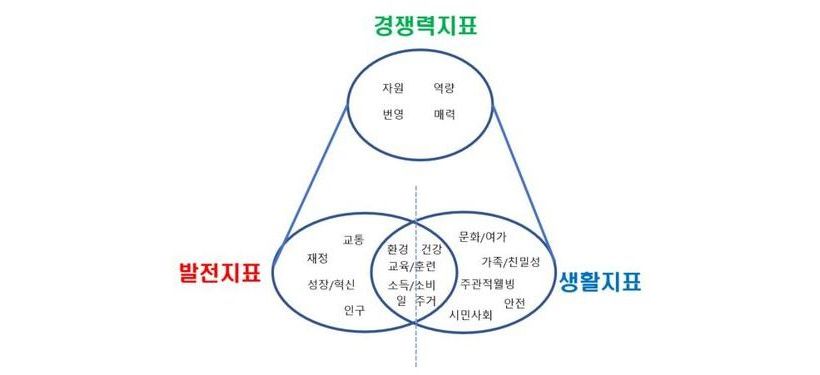 경쟁력지표
자원 역량
번영 매력
발전지표
교통
재정
성장/혁신
인구
환경 건강
교육/훈련
소득/소비
일 주거
문화/여가
가족/친밀성
주관적웰빙
안전
시민사회
생활지표